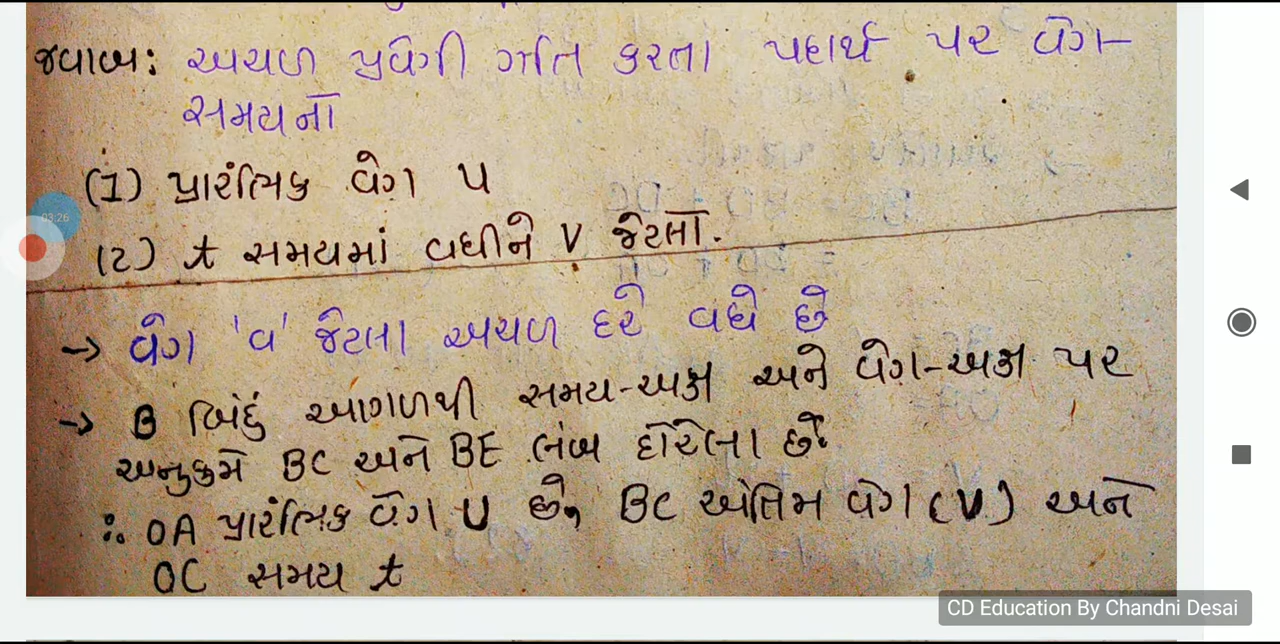 જવાબ: અચળ પ્રવેગી ગતિ કરતા પદાર્થ પર વેગ-
સમયનો
(1) પ્રારંભિક વેગ u
03:26
(2) t સમયમાં વધીને v જેટલો.
→ વેગ 'વ' જેટલા અચળ દરે વધે છે
→ B બિંદુ આગળથી સમય-અક્ષ અને વેગ-અક્ષ પર
અનુક્રમે BC અને BE લંબ દોરેલા છે
∴ OA પ્રારંભિક વેગ U છે, BC અંતિમ વેગ (V) અને
OC સમય t
CD Education By Chandni Desai